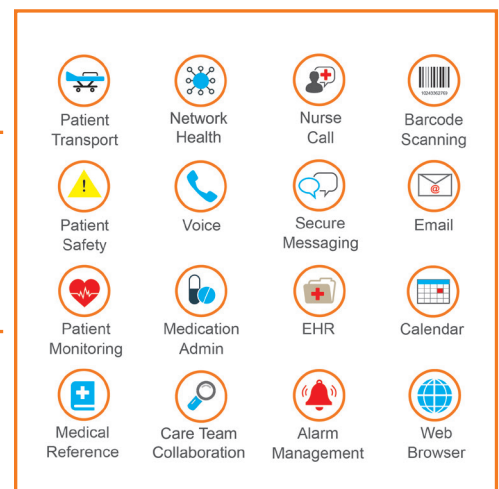 Patient
Transport
Network
Health
Nurse
Call
10243362769
Barcode
Scanning
!
Patient
Safety
Voice
Secure
Messaging
@
Email
Patient
Monitoring
Medication
Admin
EHR
Calendar
Medical
Reference
Care Team
Collaboration
Alarm
Management
Web
Browser